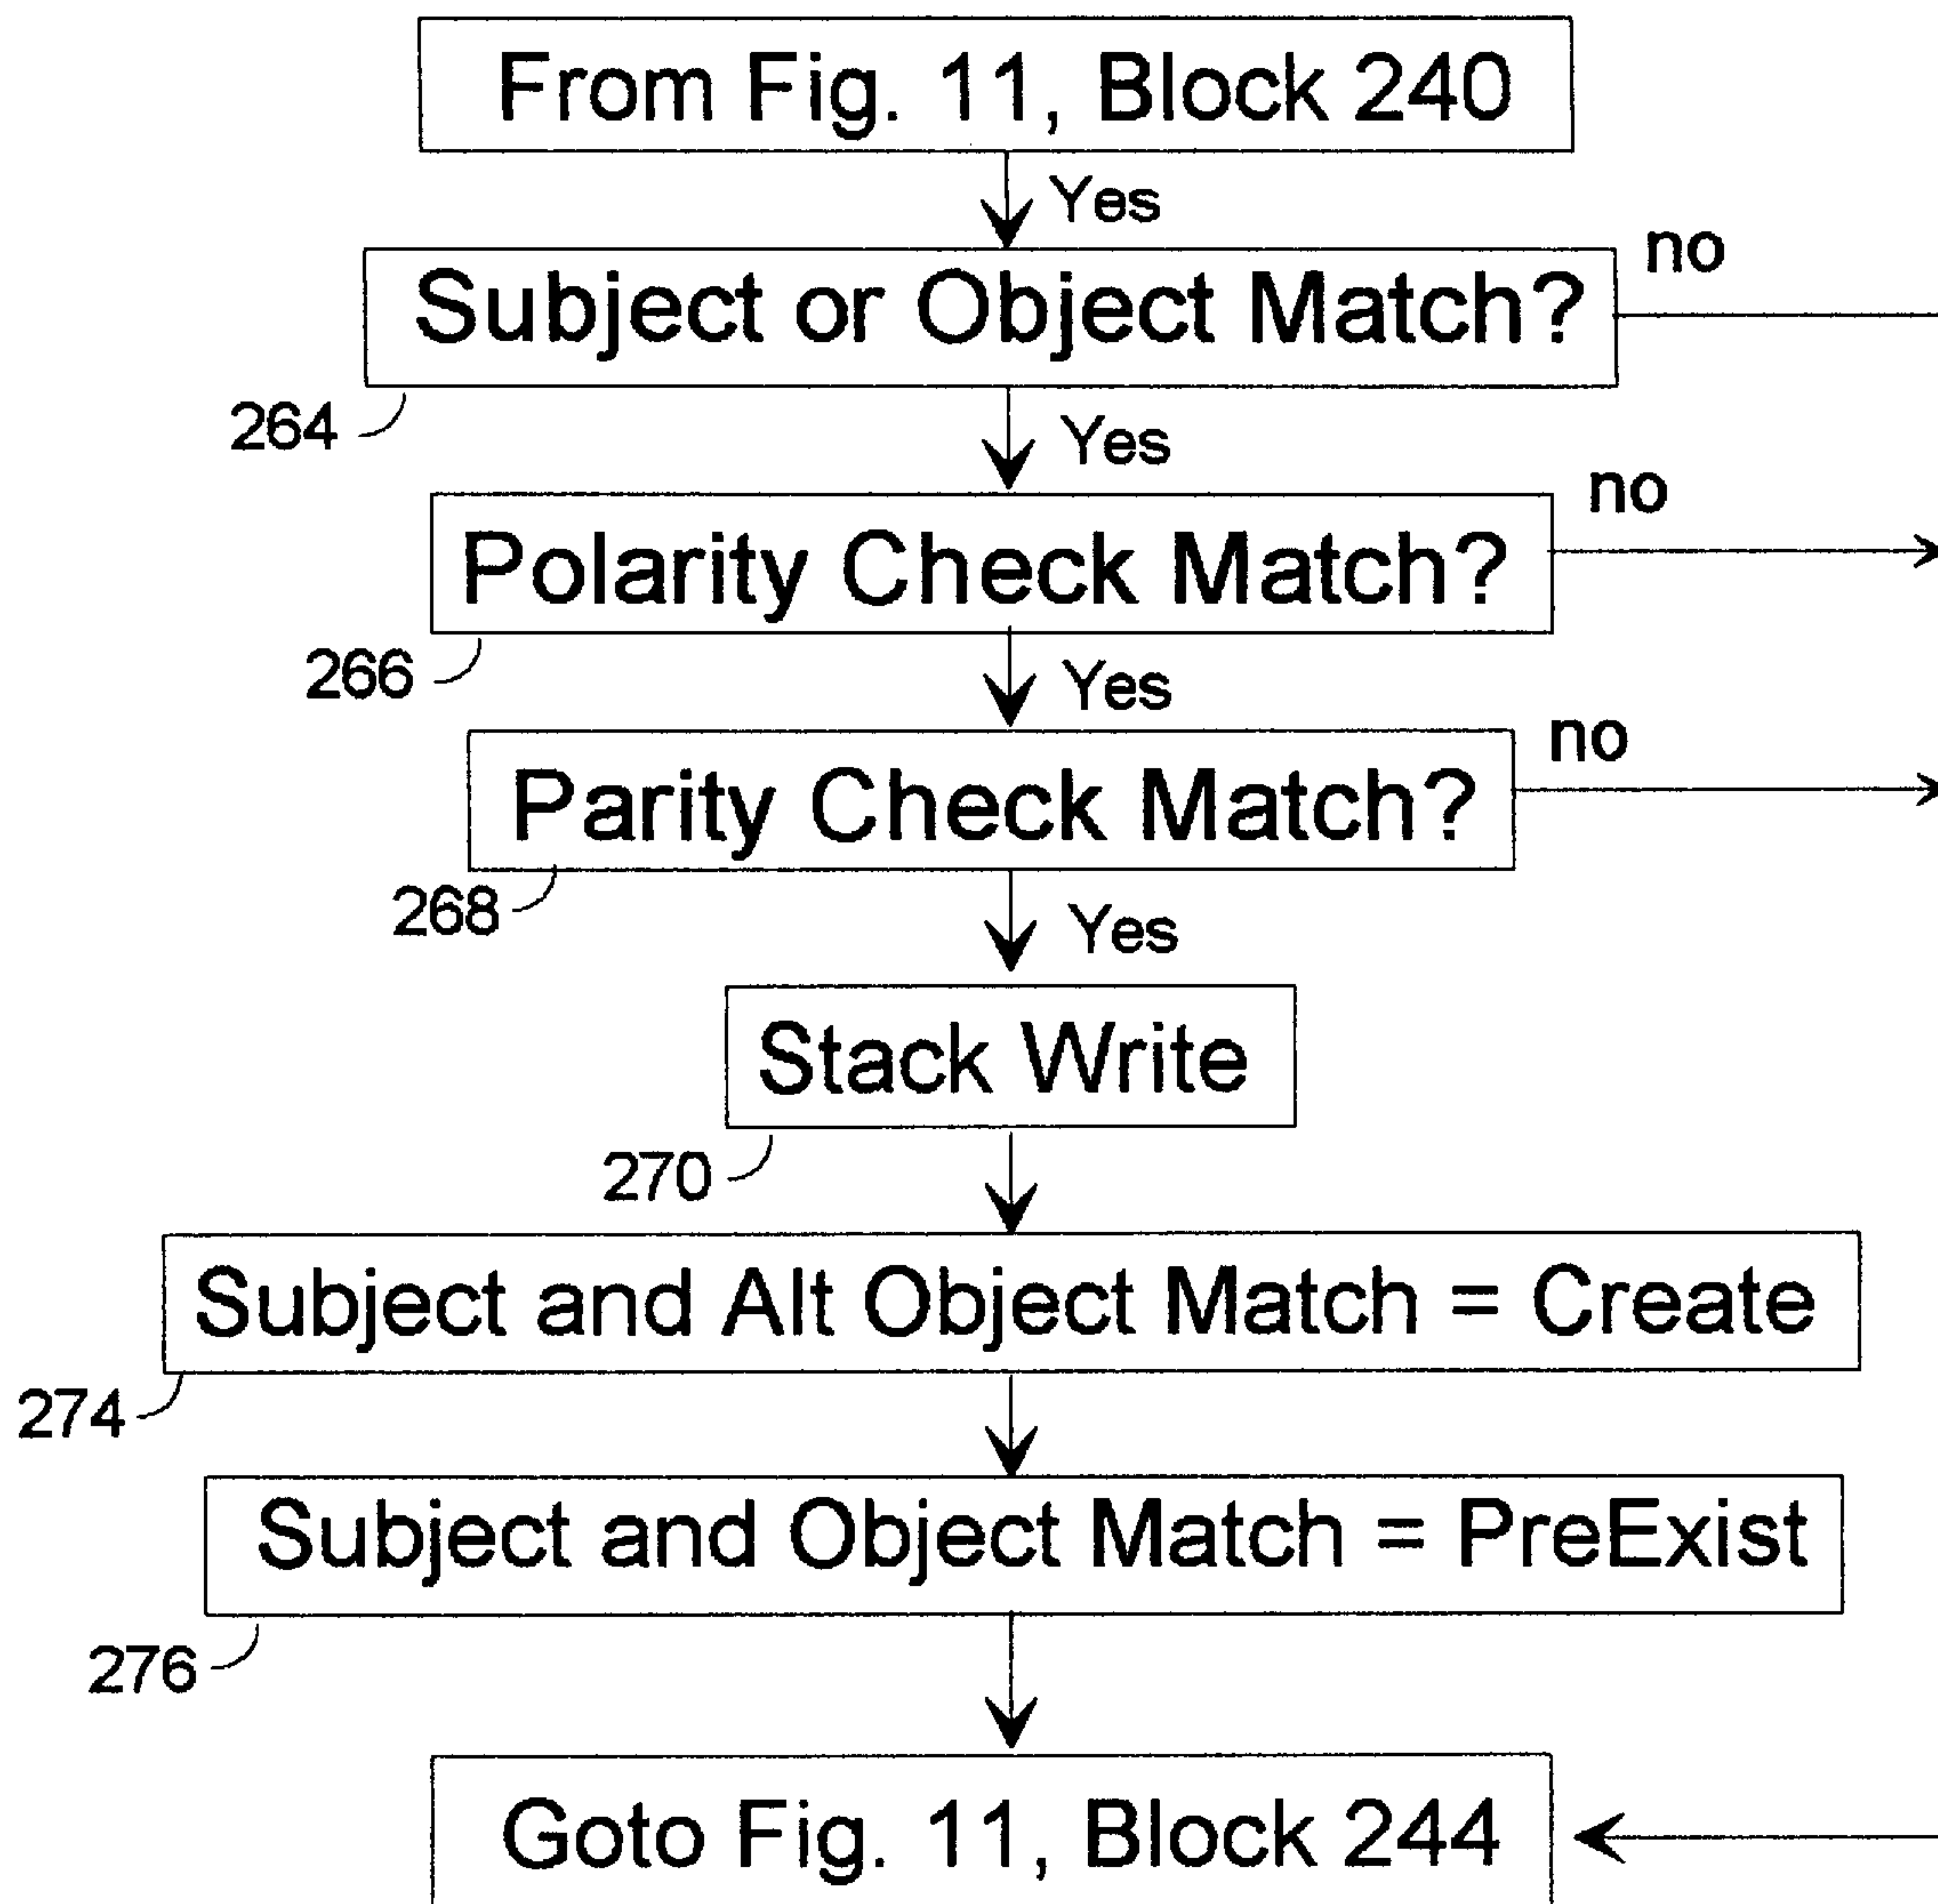 From Fig. 11, Block 240
Yes
Subject or Object Match?
no
264
Yes
Polarity Check Match?
no
266
Yes
Parity Check Match?
no
268
Yes
Stack Write
270
Subject and Alt Object Match = Create
274
Subject and Object Match = PreExist
276
Goto Fig. 11, Block 244